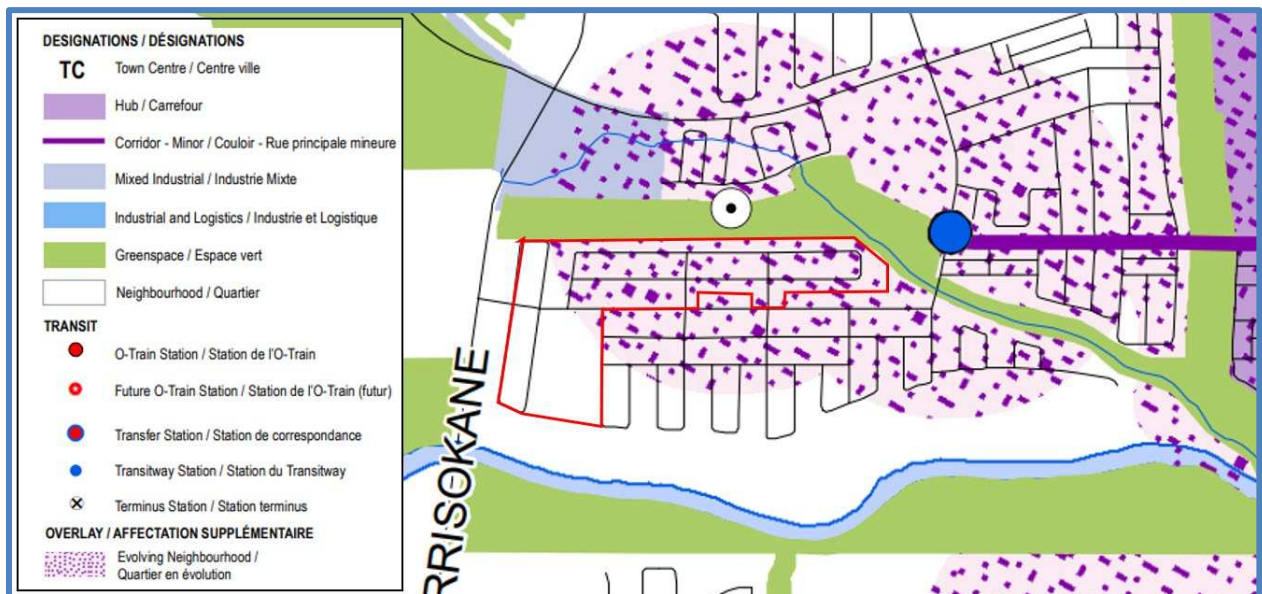 DESIGNATIONS / DÉSIGNATIONS
TC Town Centre / Centre ville
Hub / Carrefour
Corridor - Minor / Couloir - Rue principale mineure
Mixed Industrial / Industrie Mixte
Industrial and Logistics / Industrie et Logistique
Greenspace / Espace vert
Neighbourhood / Quartier
TRANSIT
O-Train Station / Station de l'O-Train
Future O-Train Station / Station de l'O-Train (futur)
Transfer Station / Station de correspondance
Transitway Station / Station du Transitway
Terminus Station / Station terminus
OVERLAY / AFFECTATION SUPPLÉMENTAIRE
Evolving Neighbourhood /
Quartier en évolution
RRISOKANE